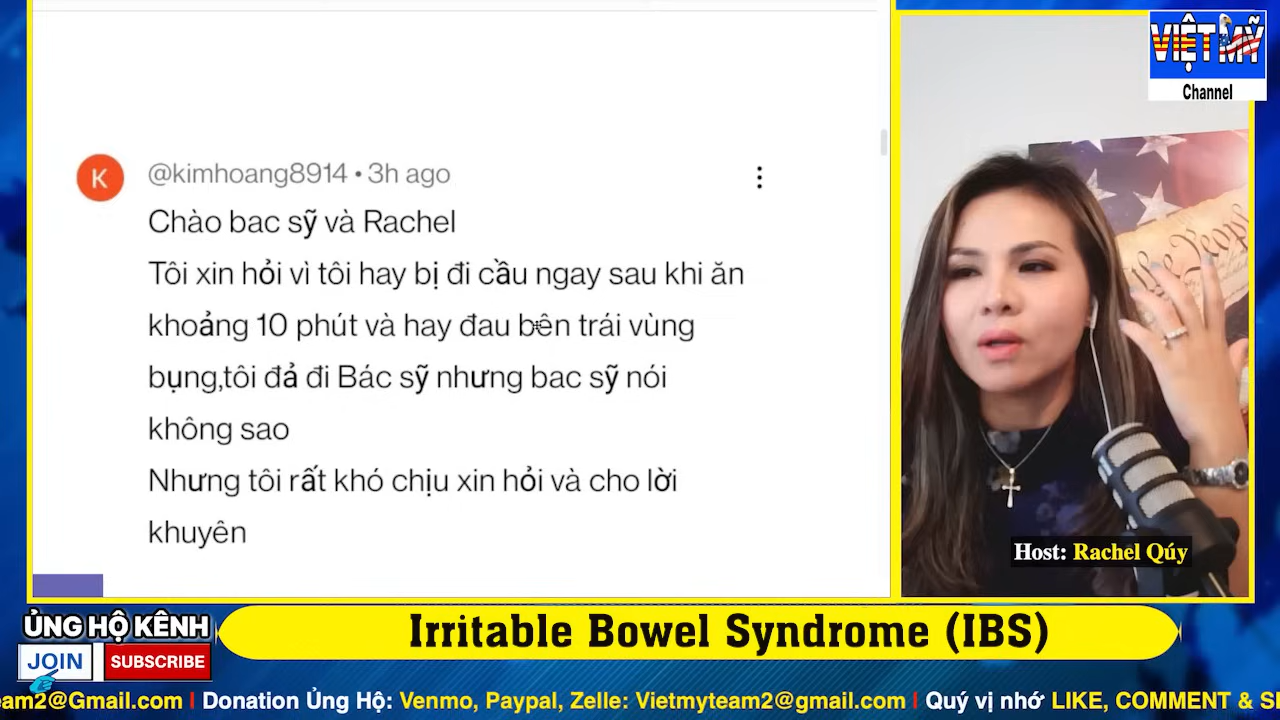 @kimhoang8914 • 3h ago
K
Chào bac sỹ và Rachel
Tôi xin hỏi vì tôi hay bị đi cầu ngay sau khi ăn
khoảng 10 phút và hay đau bên trái vùng
bụng,tôi đả đi Bác sỹ nhưng bac sỹ nói
không sao
Nhưng tôi rất khó chịu xin hỏi và cho lời
khuyên
VIỆT MỸ
Channel
Host: Rachel Qúy
ỦNG HỘ KÊNH
JOIN
SUBSCRIBE
Irritable Bowel Syndrome (IBS)
eam2@Gmail.com I Donation Ủng Hộ: Venmo, Paypal, Zelle: Vietmyteam2@gmail.com I Quý vị nhớ LIKE, COMMENT &